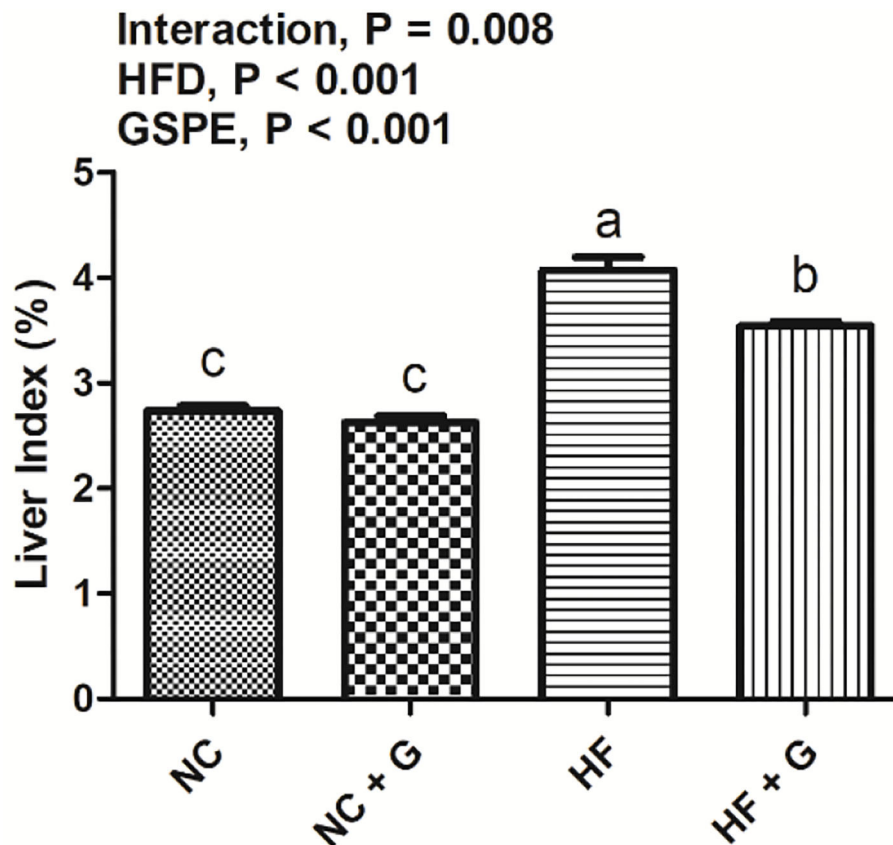 Interaction, P = 0.008
HFD, P < 0.001
GSPE, P < 0.001
5
4
3
2
1
0
Liver Index (%)
c
c
a
b
NC
NC + G
HF
HF + G